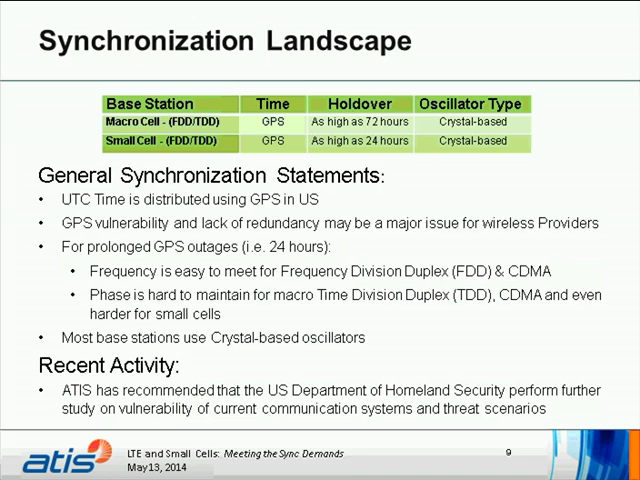 Synchronization Landscape
Base Station Time Holdover Oscillator Type
Macro Cell - (FDD/TDD) GPS As high as 72 hours Crystal-based
Small Cell - (FDD/TDD) GPS As high as 24 hours Crystal-based
General Synchronization Statements:
• UTC Time is distributed using GPS in US
• GPS vulnerability and lack of redundancy may be a major issue for wireless Providers
• For prolonged GPS outages (i.e. 24 hours):
• Frequency is easy to meet for Frequency Division Duplex (FDD) & CDMA
• Phase is hard to maintain for macro Time Division Duplex (TDD), CDMA and even
harder for small cells
• Most base stations use Crystal-based oscillators
Recent Activity:
• ATIS has recommended that the US Department of Homeland Security perform further
study on vulnerability of current communication systems and threat scenarios
atis
LTE and Small Cells: Meeting the Sync Demands
May 13, 2014
9